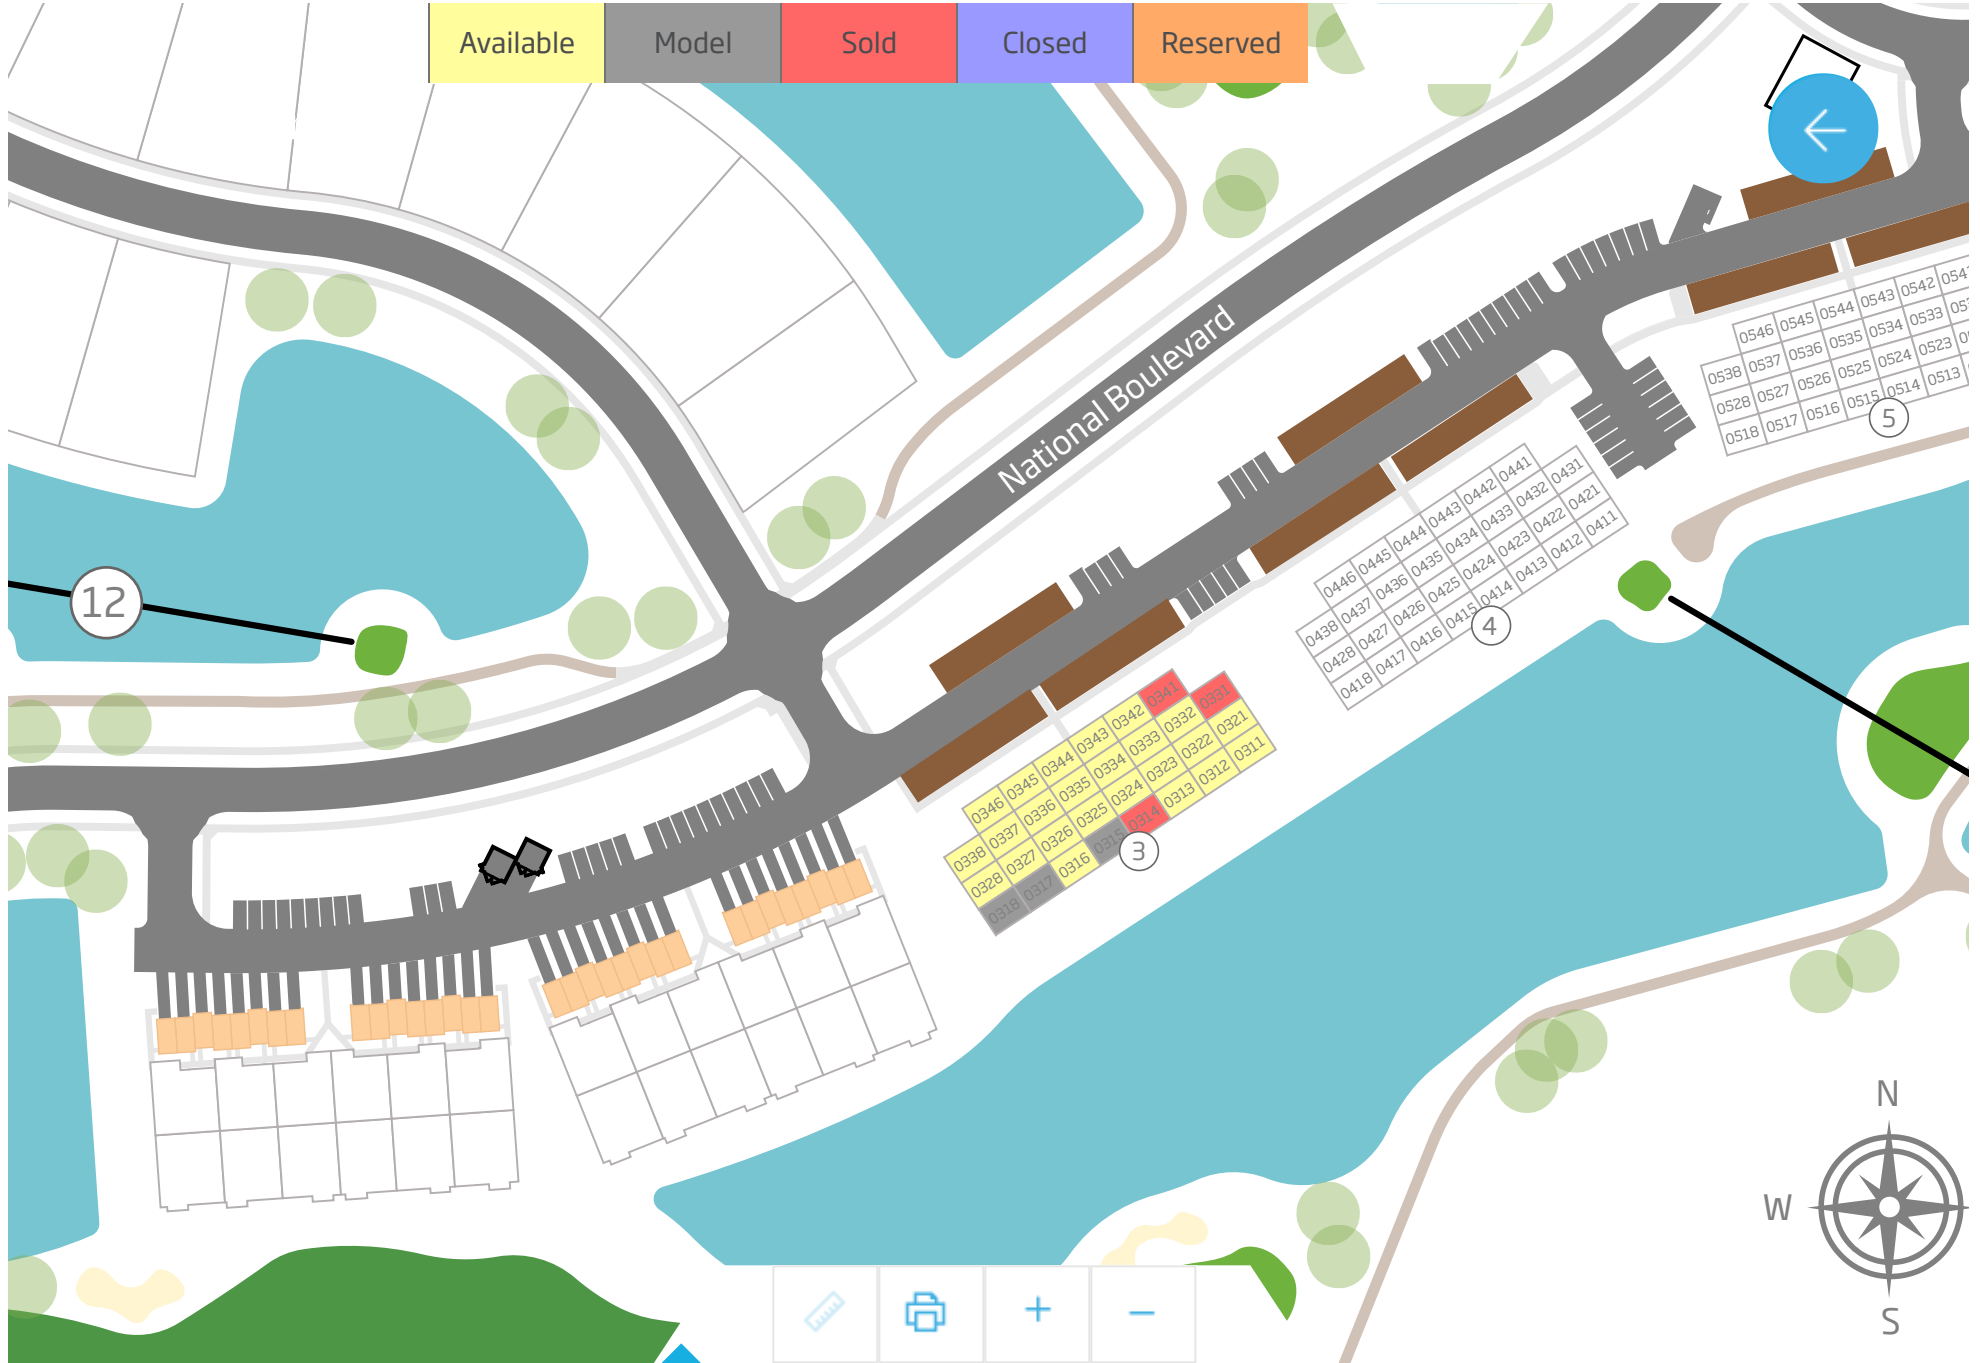 Available Model Sold Closed Reserved
National Boulevard
12
0546 0545 0544 0543 0542
0538 0537 0536 0535 0534 0533
0528 0527 0526 0525 0524 0523
0518 0517 0516 0515 0514 0513
5
0446 0445 0444 0443 0442 0441
0438 0437 0436 0435 0434 0433 0432 0431
0428 0427 0426 0425 0424 0423 0422 0421
0418 0417 0416 0415 0414 0413 0412 0411
4
0346 0345 0344 0343 0342 0341
0338 0337 0336 0335 0334 0333 0332 0331
0328 0327 0326 0325 0324 0323 0322 0321
0318 0317 0316 0315 0314 0313 0312 0311
3
N
W
S